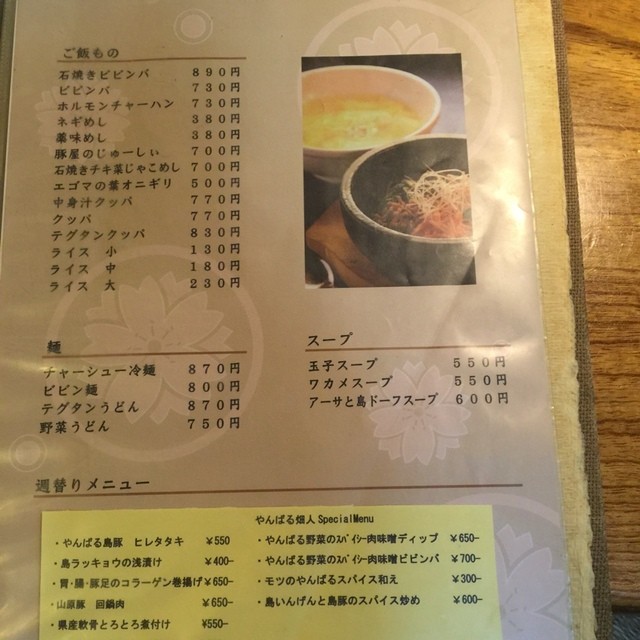 ご飯もの
石焼きビビンバ ８９０円
ビビンバ ７３０円
ホルモンチャーハン ７３０円
ネギめし ３８０円
薬味めし ３８０円
豚屋のじゅーしぃ ７００円
石焼きチキ菜じゃこめし ７００円
エゴマの葉オニギリ ５００円
中身汁クッパ ７７０円
クッパ ７７０円
テグタンクッパ ８３０円
ライス 小 １３０円
ライス 中 １８０円
ライス 大 ２３０円
麺
チャーシュー冷麺 ８７０円
ビビン麺 ８００円
テグタンうどん ８７０円
野菜うどん ７５０円
スープ
玉子スープ ５５０円
ワカメスープ ５５０円
アーサと島ドーフスープ ６００円
週替りメニュー
・やんばる島豚 ヒレタタキ ¥550
・島ラッキョウの浅漬け ¥400-
・胃・腸・豚足のコラーゲン巻揚げ¥650-
・山原豚 回鍋肉 ¥650-
・県産軟骨とろとろ煮付け ¥550-
やんばる畑人SpecialMenu
・やんばる野菜のｽﾊﾟｲｼｰ肉味噌ディップ ¥650-
・やんばる野菜のｽﾊﾟｲｼｰ肉味噌ビビンバ ¥700-
・モツのやんばるスパイス和え ¥300-
・島いんげんと島豚のスパイス炒め ¥600-